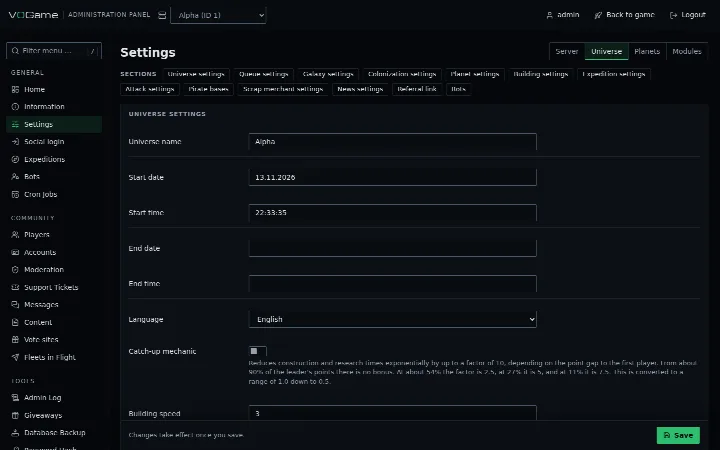 VOGame ADMINISTRATION PANEL Alpha (ID 1) admin Back to game Logout
Filter menu ... /
GENERAL
Home
Information
Settings
Social login
Expeditions
Bots
Cron Jobs
COMMUNITY
Players
Accounts
Moderation
Support Tickets
Messages
Content
Vote sites
Fleets in Flight
TOOLS
Admin Log
Giveaways
Database Backup
Settings
Server Universe Planets Modules
SECTIONS Universe settings Queue settings Galaxy settings Colonization settings Planet settings Building settings Expedition settings
Attack settings Pirate bases Scrap merchant settings News settings Referral link Bots
UNIVERSE SETTINGS
Universe name Alpha
Start date 13.11.2026
Start time 22:33:35
End date
End time
Language English
Catch-up mechanic
Reduces construction and research times exponentially by up to a factor of 10, depending on the point gap to the first player. From about
90% of the leader's points there is no bonus. At about 54% the factor is 2.5, at 27% it is 5, and at 11% it is 7.5. This is converted to a
range of 1.0 down to 0.5.
Building speed 3
Changes take effect once you save. Save